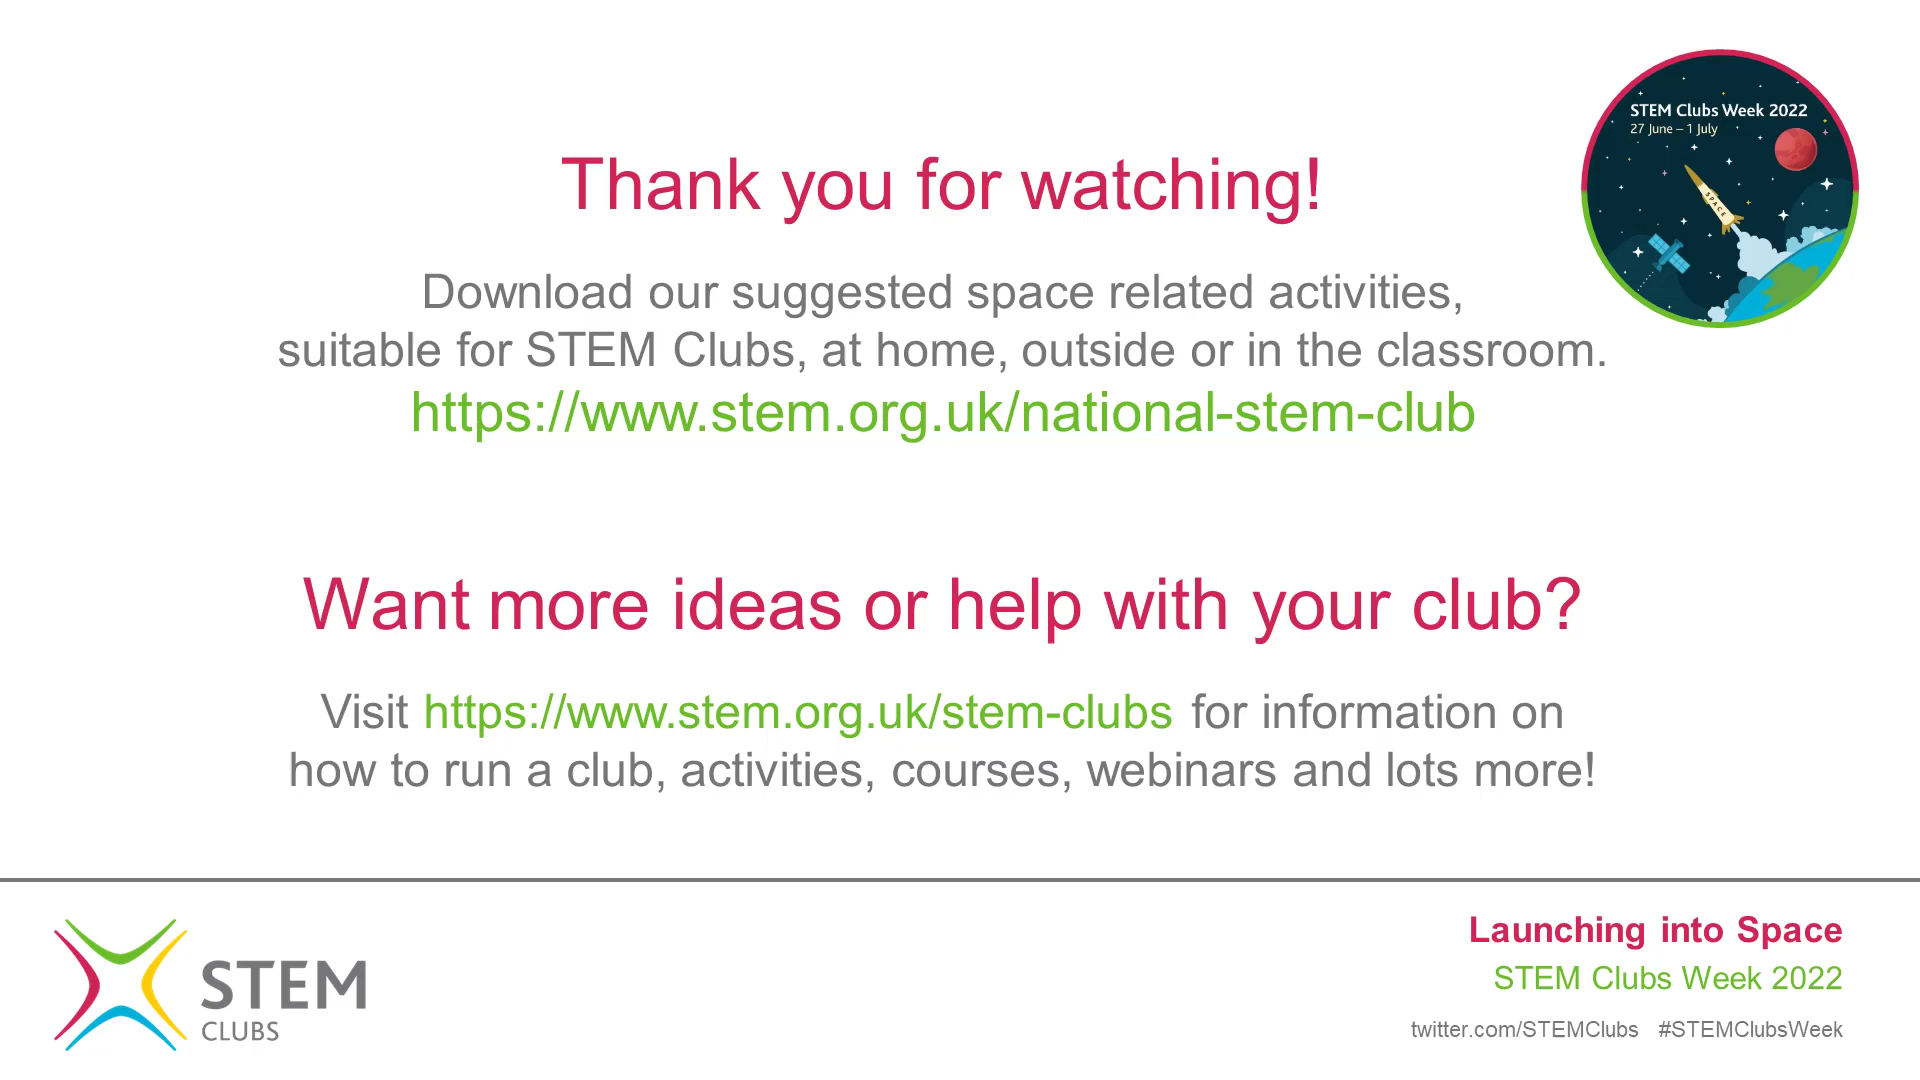 STEM Clubs Week 2022
27 June – 1 July
SPACE
Thank you for watching!
Download our suggested space related activities,
suitable for STEM Clubs, at home, outside or in the classroom.
https://www.stem.org.uk/national-stem-club
Want more ideas or help with your club?
Visit https://www.stem.org.uk/stem-clubs for information on
how to run a club, activities, courses, webinars and lots more!
STEM
CLUBS
Launching into Space
STEM Clubs Week 2022
twitter.com/STEMClubs #STEMClubsWeek